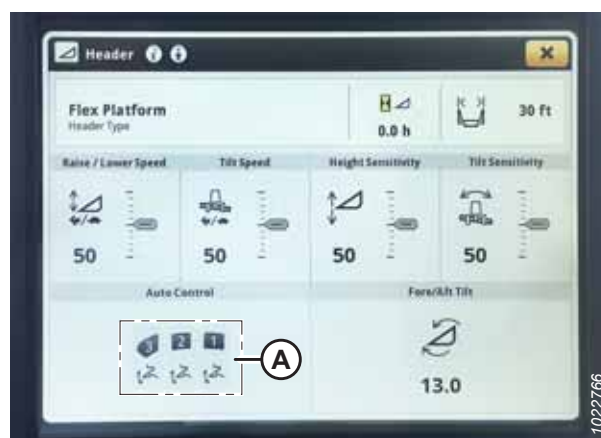 Header
Flex Platform
Header Type
0.0 h
30 ft
Raise / Lower Speed
Tilt Speed
Height Sensitivity
Tilt Sensitivity
50
50
50
50
Auto Control
Fore/Aft Tilt
3 2 1
A
13.0
1022766